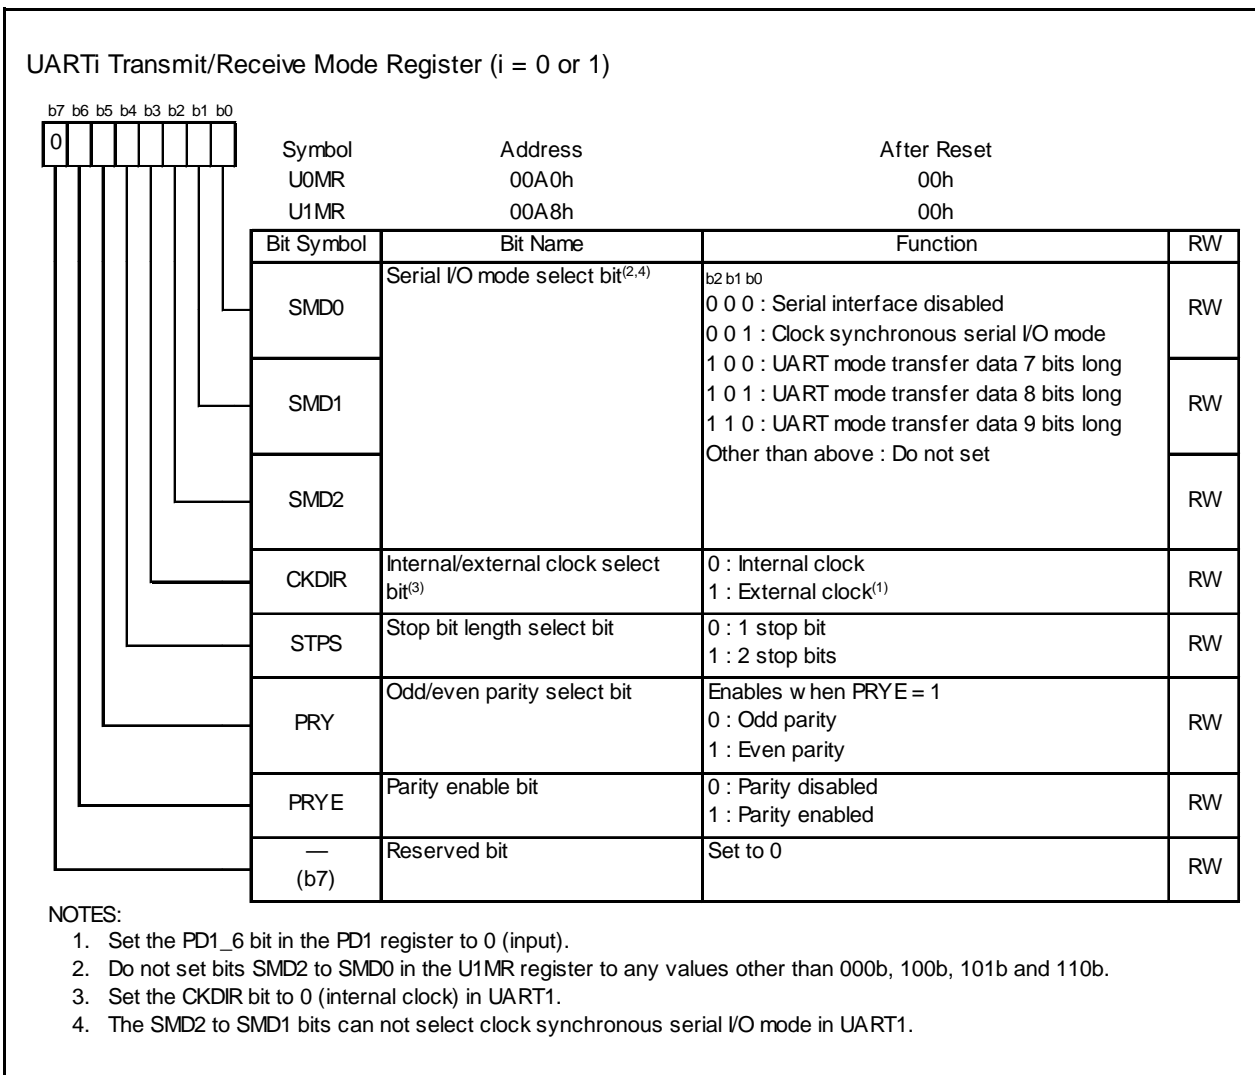 UARTi Transmit/Receive Mode Register (i = 0 or 1)
b7 b6 b5 b4 b3 b2 b1 b0
0
Symbol Address After Reset
U0MR 00A0h 00h
U1MR 00A8h 00h
Bit Symbol Bit Name Function RW
SMD0 Serial I/O mode select bit(2,4) b2 b1 b0
0 0 0 : Serial interface disabled RW
0 0 1 : Clock synchronous serial I/O mode
1 0 0 : UART mode transfer data 7 bits long
SMD1 1 0 1 : UART mode transfer data 8 bits long RW
1 1 0 : UART mode transfer data 9 bits long
Other than above : Do not set
SMD2 RW
CKDIR Internal/external clock select 0 : Internal clock RW
bit(3) 1 : External clock(1)
STPS Stop bit length select bit 0 : 1 stop bit RW
1 : 2 stop bits
PRY Odd/even parity select bit Enables when PRYE = 1
0 : Odd parity RW
1 : Even parity
PRYE Parity enable bit 0 : Parity disabled RW
1 : Parity enabled
— Reserved bit Set to 0 RW
(b7)
NOTES:
1. Set the PD1_6 bit in the PD1 register to 0 (input).
2. Do not set bits SMD2 to SMD0 in the U1MR register to any values other than 000b, 100b, 101b and 110b.
3. Set the CKDIR bit to 0 (internal clock) in UART1.
4. The SMD2 to SMD1 bits can not select clock synchronous serial I/O mode in UART1.